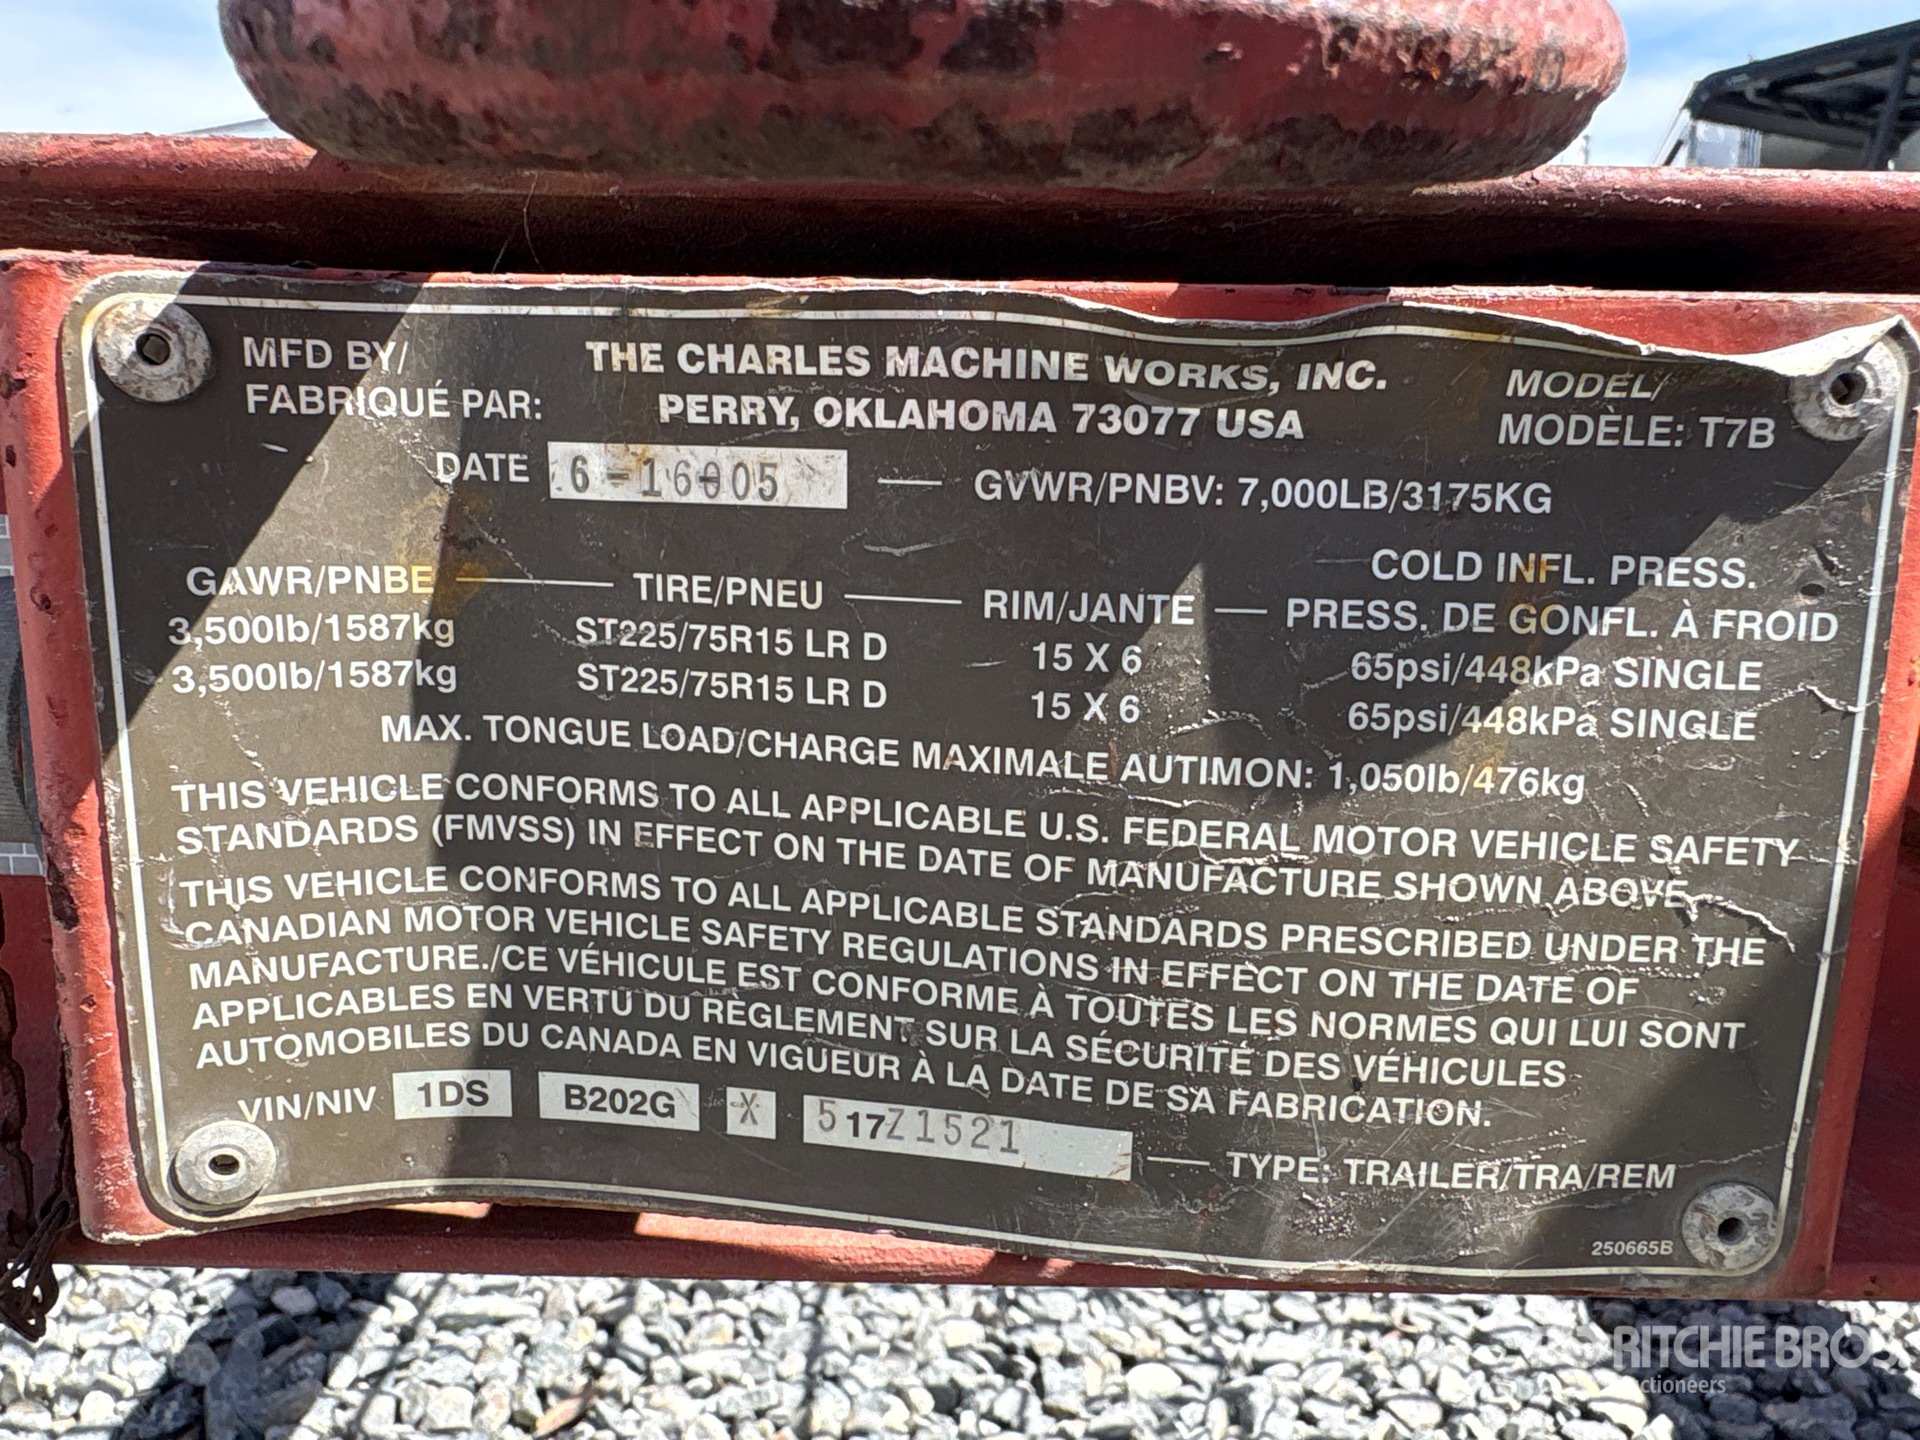 MFD BY/
FABRIQUÉ PAR:
THE CHARLES MACHINE WORKS, INC.
PERRY, OKLAHOMA 73077 USA
MODEL/
MODÈLE: T7B
DATE 6-16-05 — GVWR/PNBV: 7,000LB/3175KG
GAWR/PNBE — TIRE/PNEU — RIM/JANTE — COLD INFL. PRESS.
PRESS. DE GONFL. À FROID
3,500lb/1587kg ST225/75R15 LR D 15 X 6 65psi/448kPa SINGLE
3,500lb/1587kg ST225/75R15 LR D 15 X 6 65psi/448kPa SINGLE
MAX. TONGUE LOAD/CHARGE MAXIMALE AUTIMON: 1,050lb/476kg
THIS VEHICLE CONFORMS TO ALL APPLICABLE U.S. FEDERAL MOTOR VEHICLE SAFETY
STANDARDS (FMVSS) IN EFFECT ON THE DATE OF MANUFACTURE SHOWN ABOVE.
THIS VEHICLE CONFORMS TO ALL APPLICABLE STANDARDS PRESCRIBED UNDER THE
CANADIAN MOTOR VEHICLE SAFETY REGULATIONS IN EFFECT ON THE DATE OF
MANUFACTURE./CE VÉHICULE EST CONFORME À TOUTES LES NORMES QUI LUI SONT
APPLICABLES EN VERTU DU RÈGLEMENT SUR LA SÉCURITÉ DES VÉHICULES
AUTOMOBILES DU CANADA EN VIGUEUR À LA DATE DE SA FABRICATION.
VIN/NIV 1DS B202G X 517Z1521 — TYPE: TRAILER/TRA/REM
250665B
RITCHIE BROS.